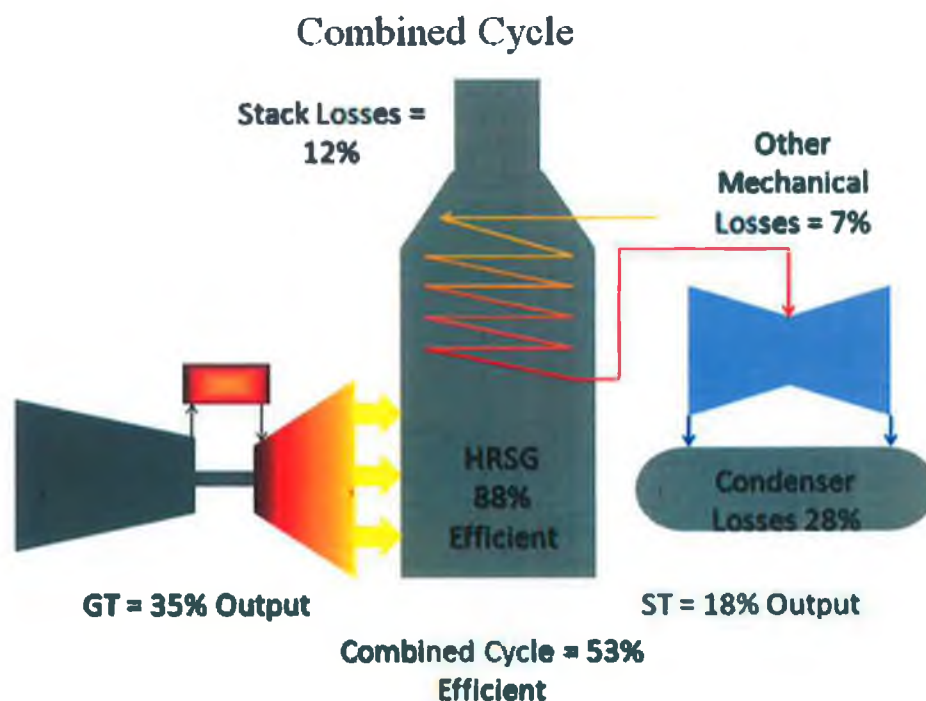 Combined Cycle
Stack Losses =
12%
Other
Mechanical
Losses = 7%
HRSG
88%
Efficient
Condenser
Losses 28%
GT = 35% Output
ST = 18% Output
Combined Cycle = 53%
Efficient